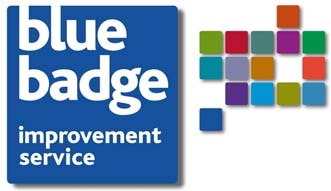 blue
badge
improvement
service